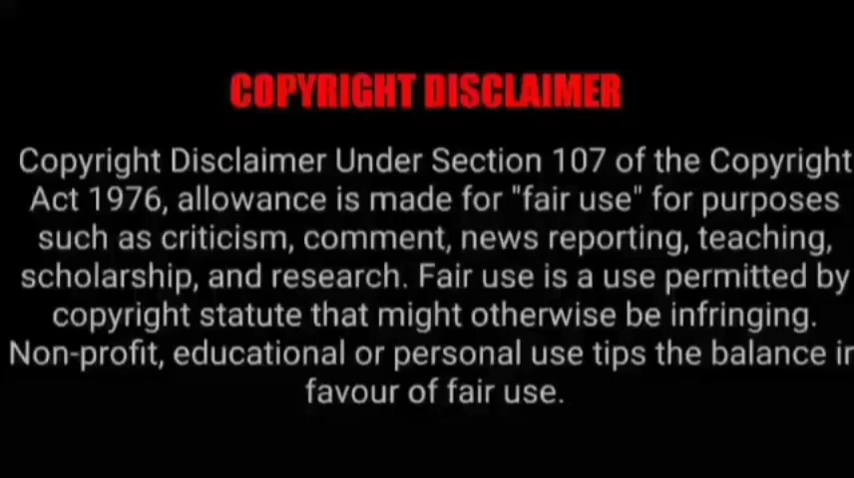 COPYRIGHT DISCLAIMER
Copyright Disclaimer Under Section 107 of the Copyright
Act 1976, allowance is made for "fair use" for purposes
such as criticism, comment, news reporting, teaching,
scholarship, and research. Fair use is a use permitted by
copyright statute that might otherwise be infringing.
Non-profit, educational or personal use tips the balance in
favour of fair use.